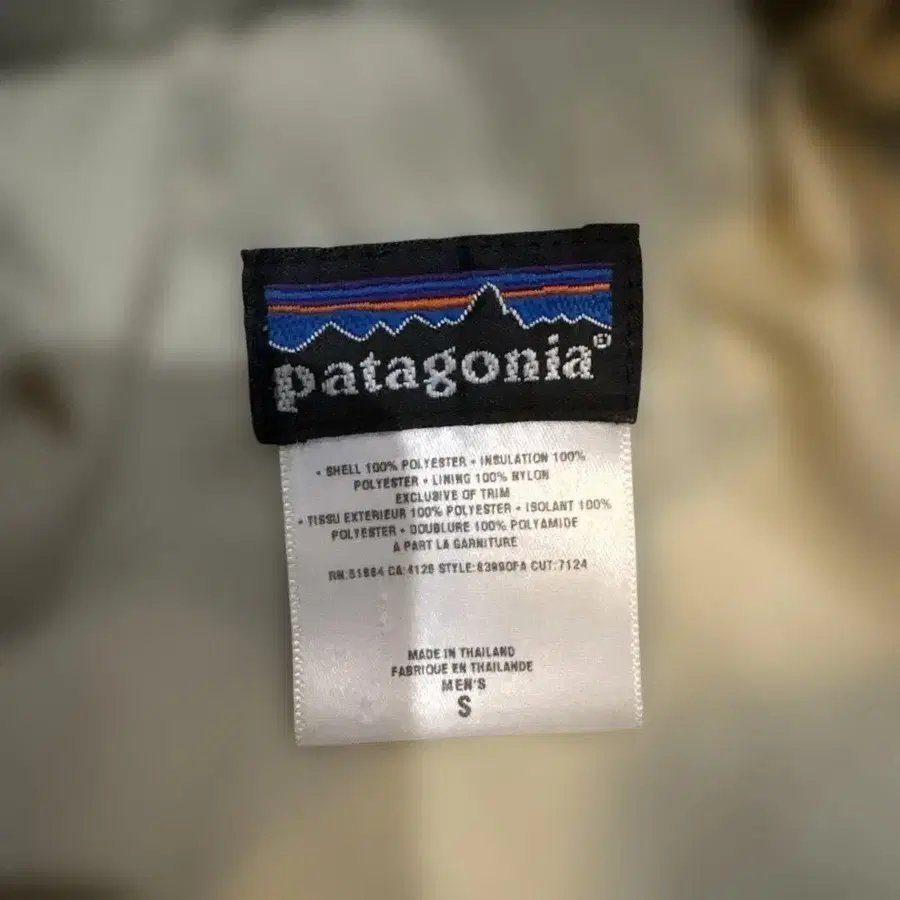 patagonia®
• SHELL 100% POLYESTER • INSULATION 100%
POLYESTER • LINING 100% NYLON
EXCLUSIVE OF TRIM
• TISSU EXTERIEUR 100% POLYESTER • ISOLANT 100%
POLYESTER • DOUBLURE 100% POLYAMIDE
A PART LA GARNITURE
RN:51884 CA:4126 STYLE:83990FA CUT:7124
MADE IN THAILAND
FABRIQUE EN THAILANDE
MEN'S
S